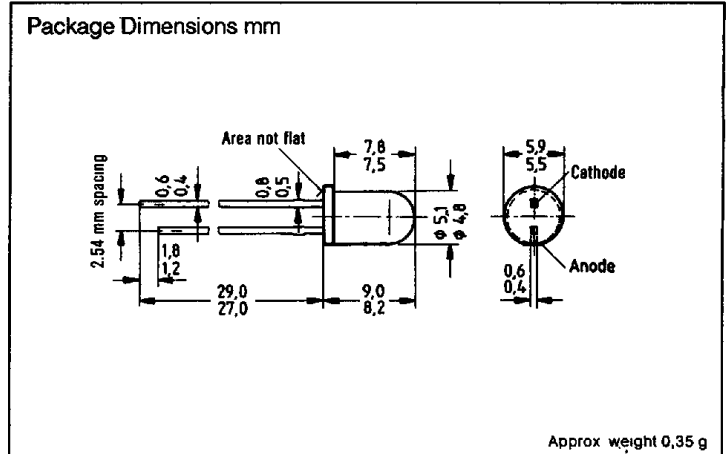 Package Dimensions mm
Area not flat
7,8
7,5
5,9
5,5
Cathode
2.54 mm spacing
0,6
0,4
0,8
0,5
ϕ 5,1
ϕ 4,8
1,8
1,2
Anode
0,6
0,4
29,0
27,0
9,0
8,2
Approx weight 0,35 g